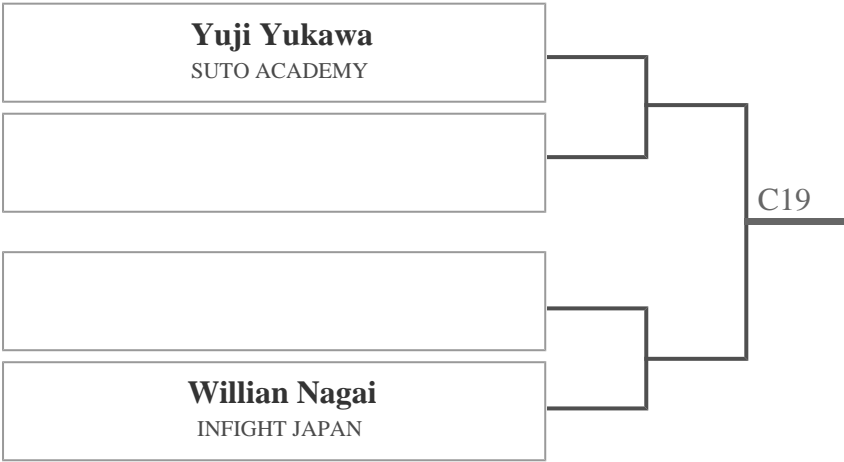 Yuji Yukawa
SUTO ACADEMY
C19
Willian Nagai
INFIGHT JAPAN